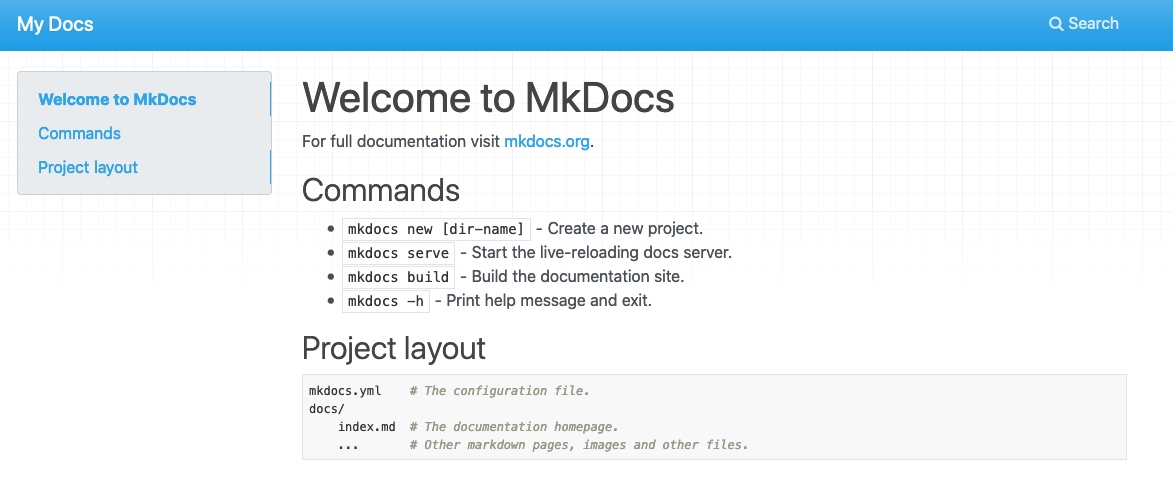 My Docs
Search
Welcome to MkDocs
Commands
Project layout
Welcome to MkDocs
For full documentation visit mkdocs.org.
Commands
mkdocs new [dir-name] - Create a new project.
mkdocs serve - Start the live-reloading docs server.
mkdocs build - Build the documentation site.
mkdocs -h - Print help message and exit.
Project layout
mkdocs.yml    # The configuration file.
docs/
    index.md  # The documentation homepage.
    ...       # Other markdown pages, images and other files.